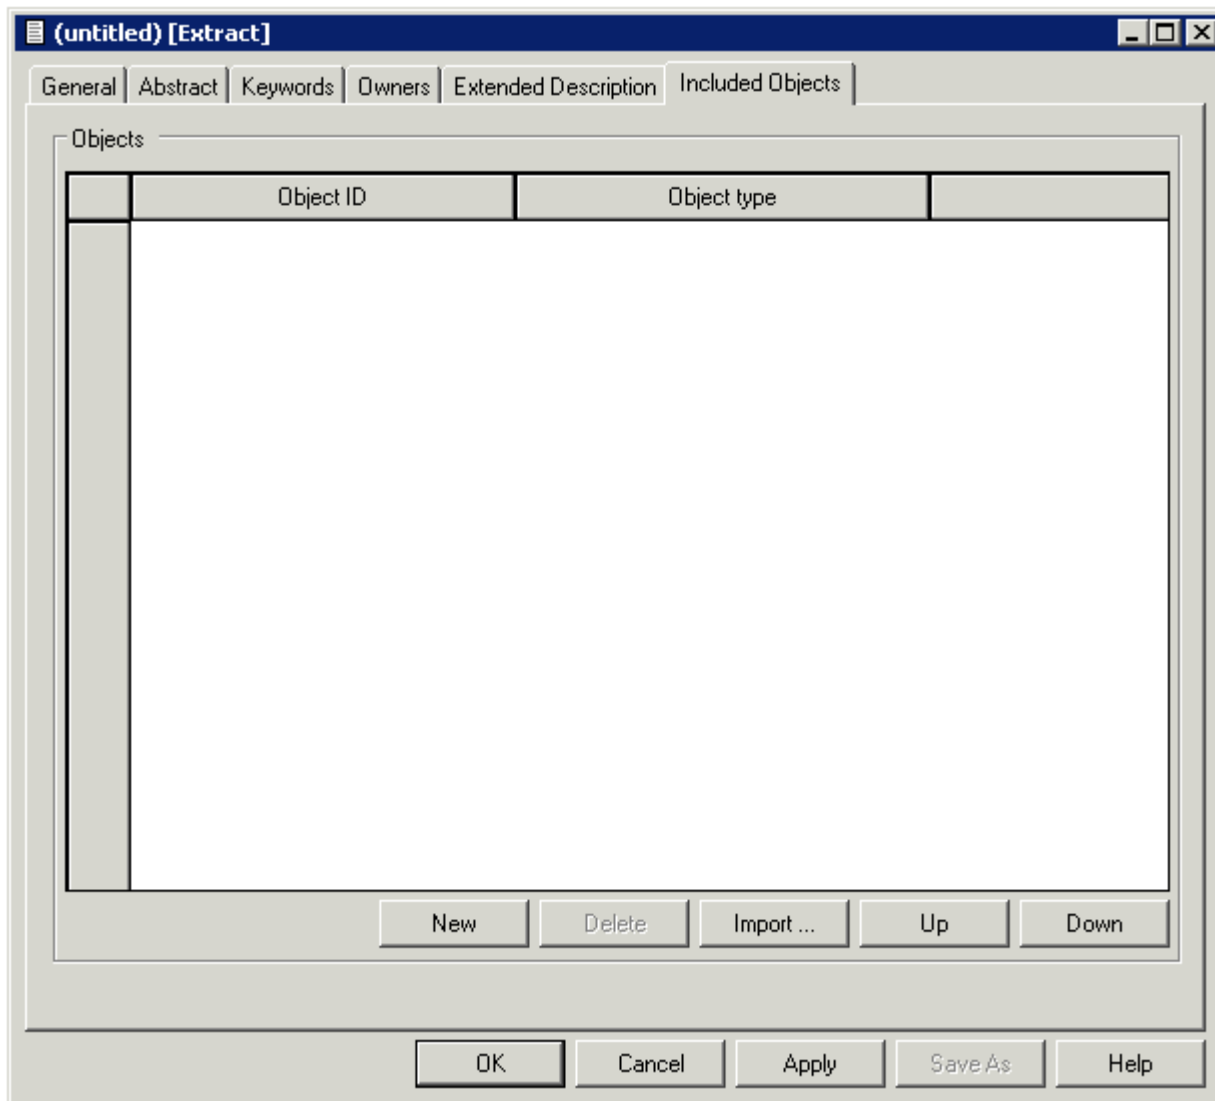 (untitled) [Extract]
General Abstract Keywords Owners Extended Description Included Objects
Objects
Object ID Object type
New Delete Import ... Up Down
OK Cancel Apply Save As Help